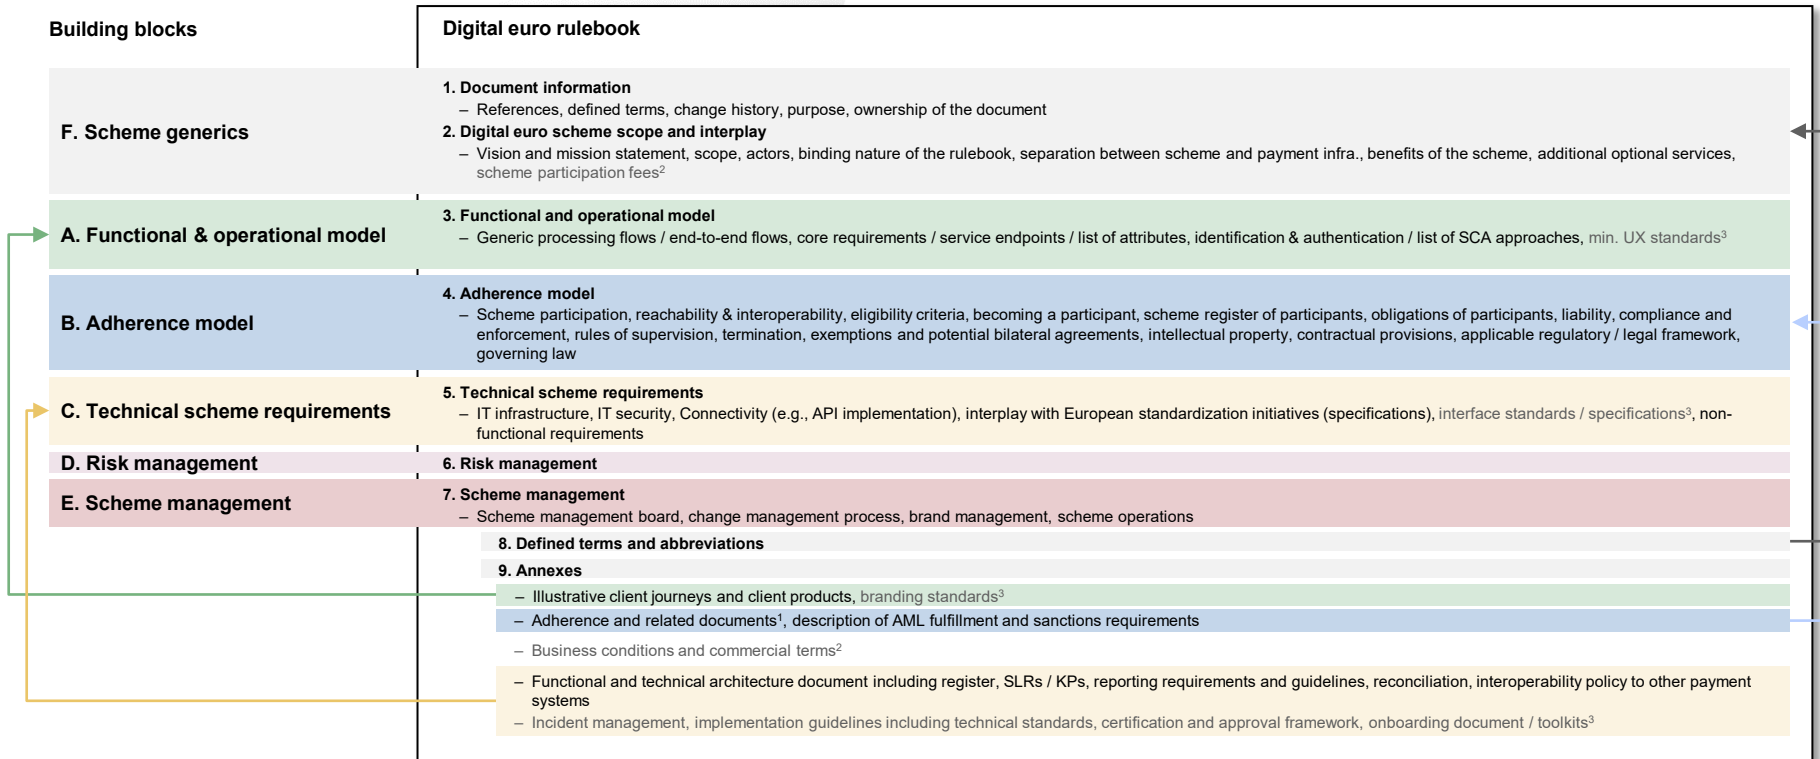 Building blocks
Digital euro rulebook
F. Scheme generics
1. Document information
– References, defined terms, change history, purpose, ownership of the document
2. Digital euro scheme scope and interplay
– Vision and mission statement, scope, actors, binding nature of the rulebook, separation between scheme and payment infra., benefits of the scheme, additional optional services,
scheme participation fees²
A. Functional & operational model
3. Functional and operational model
– Generic processing flows / end-to-end flows, core requirements / service endpoints / list of attributes, identification & authentication / list of SCA approaches, min. UX standards³
B. Adherence model
4. Adherence model
– Scheme participation, reachability & interoperability, eligibility criteria, becoming a participant, scheme register of participants, obligations of participants, liability, compliance and
enforcement, rules of supervision, termination, exemptions and potential bilateral agreements, intellectual property, contractual provisions, applicable regulatory / legal framework,
governing law
C. Technical scheme requirements
5. Technical scheme requirements
– IT infrastructure, IT security, Connectivity (e.g., API implementation), interplay with European standardization initiatives (specifications), interface standards / specifications³, non-
functional requirements
D. Risk management
6. Risk management
E. Scheme management
7. Scheme management
– Scheme management board, change management process, brand management, scheme operations
8. Defined terms and abbreviations
9. Annexes
– Illustrative client journeys and client products, branding standards³
– Adherence and related documents¹, description of AML fulfillment and sanctions requirements
– Business conditions and commercial terms²
– Functional and technical architecture document including register, SLRs / KPs, reporting requirements and guidelines, reconciliation, interoperability policy to other payment
systems
– Incident management, implementation guidelines including technical standards, certification and approval framework, onboarding document / toolkits³